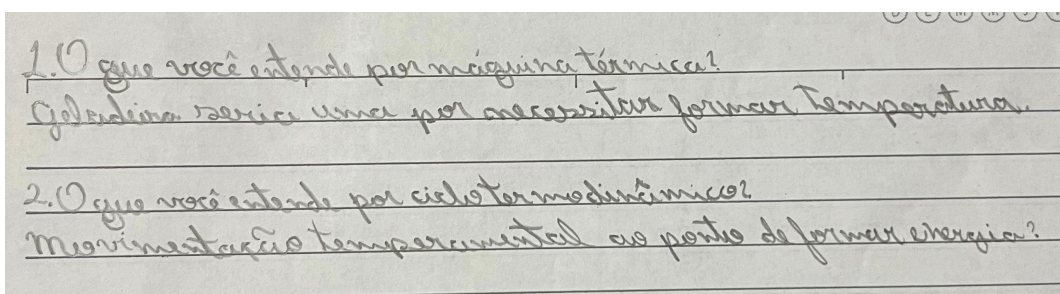 1. O que você entende por máquina térmica?
Geladeira seria uma por necessitar formar Temperatura.
2. O que você entende por ciclo termodinâmico?
Movimentação temperamental ao ponto de formar energia?